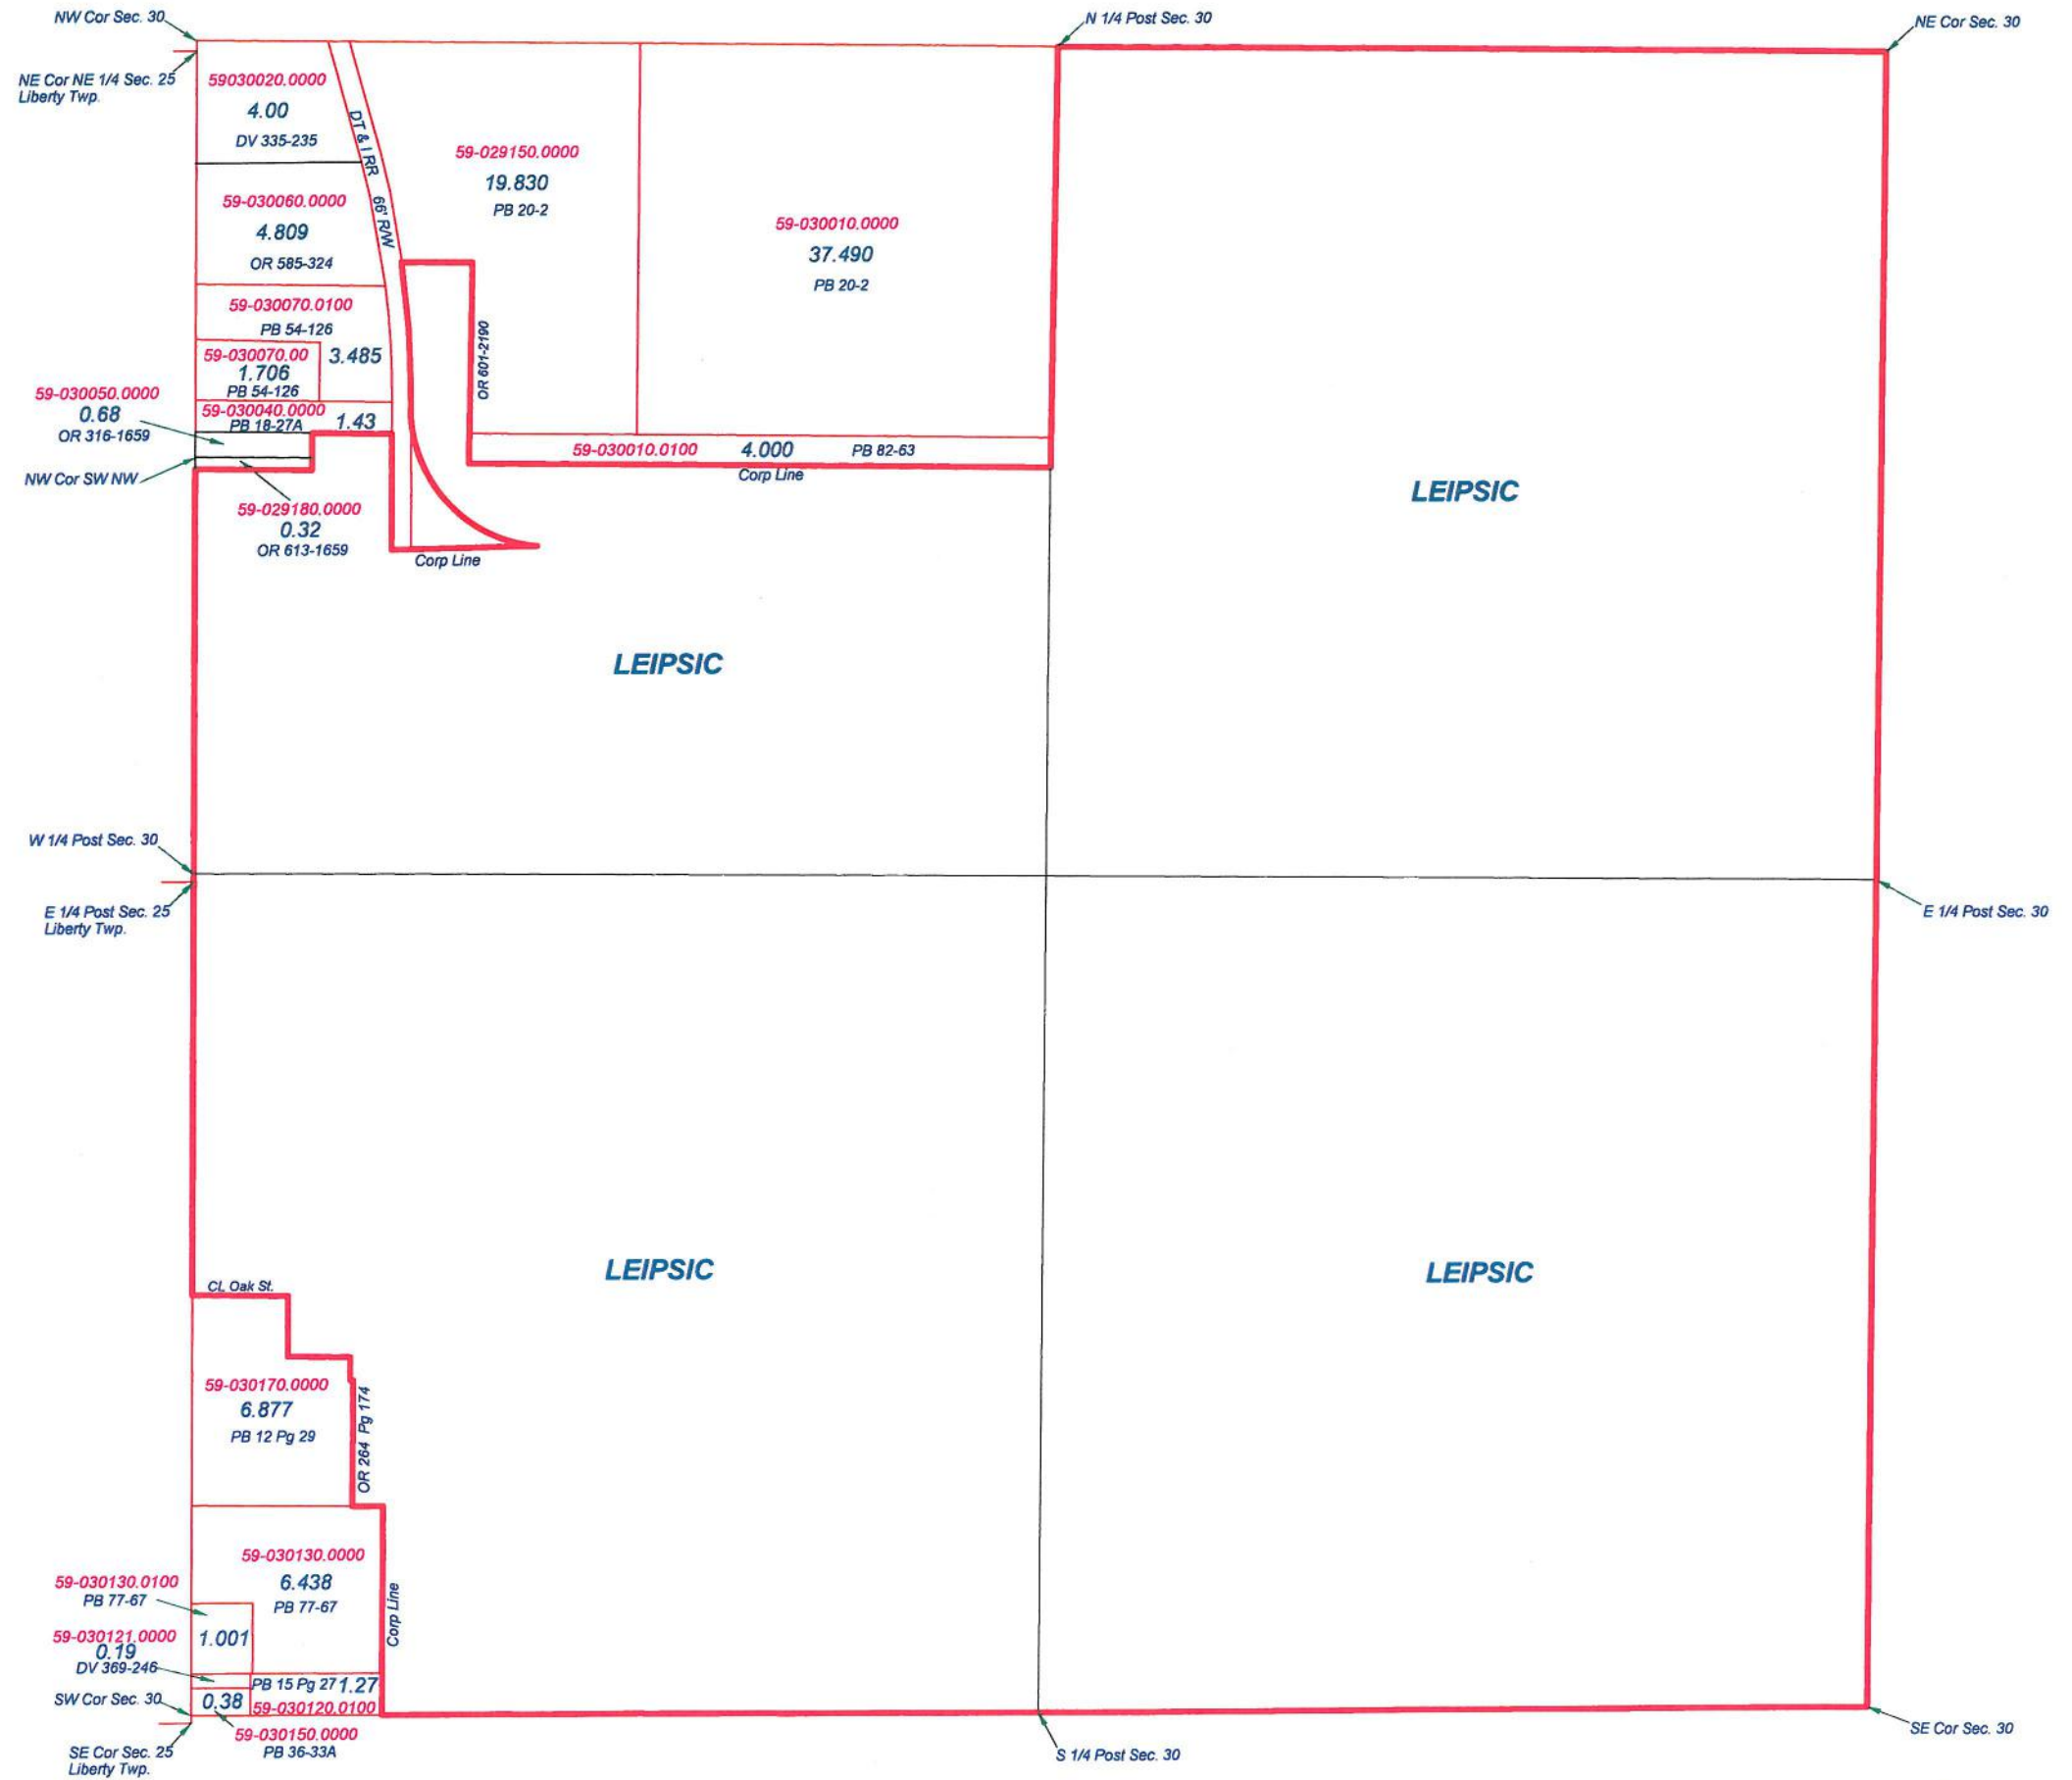 NW Cor Sec. 30
N 1/4 Post Sec. 30
NE Cor Sec. 30
NE Cor NE 1/4 Sec. 25
Liberty Twp.
59030020.0000
4.00
DV 335-235
DT & I RR 66' R/W
59-029150.0000
19.830
PB 20-2
59-030010.0000
37.490
PB 20-2
59-030060.0000
4.809
OR 585-324
59-030070.0100
PB 54-126
3.485
59-030070.00
1.706
PB 54-126
OR 601-2190
59-030050.0000
0.68
OR 316-1659
59-030040.0000
PB 18-27A
1.43
59-030010.0100 4.000 PB 82-63
Corp Line
NW Cor SW NW
59-029180.0000
0.32
OR 613-1659
Corp Line
LEIPSIC
LEIPSIC
W 1/4 Post Sec. 30
E 1/4 Post Sec. 25
Liberty Twp.
E 1/4 Post Sec. 30
LEIPSIC
LEIPSIC
CL Oak St.
59-030170.0000
6.877
PB 12 Pg 29
OR 264 Pg 174
59-030130.0000
6.438
PB 77-67
Corp Line
59-030130.0100
PB 77-67
1.001
59-030121.0000
0.19
DV 369-246
PB 15 Pg 27 1.27
59-030120.0100
SW Cor Sec. 30
0.38
59-030150.0000
PB 36-33A
SE Cor Sec. 25
Liberty Twp.
S 1/4 Post Sec. 30
SE Cor Sec. 30